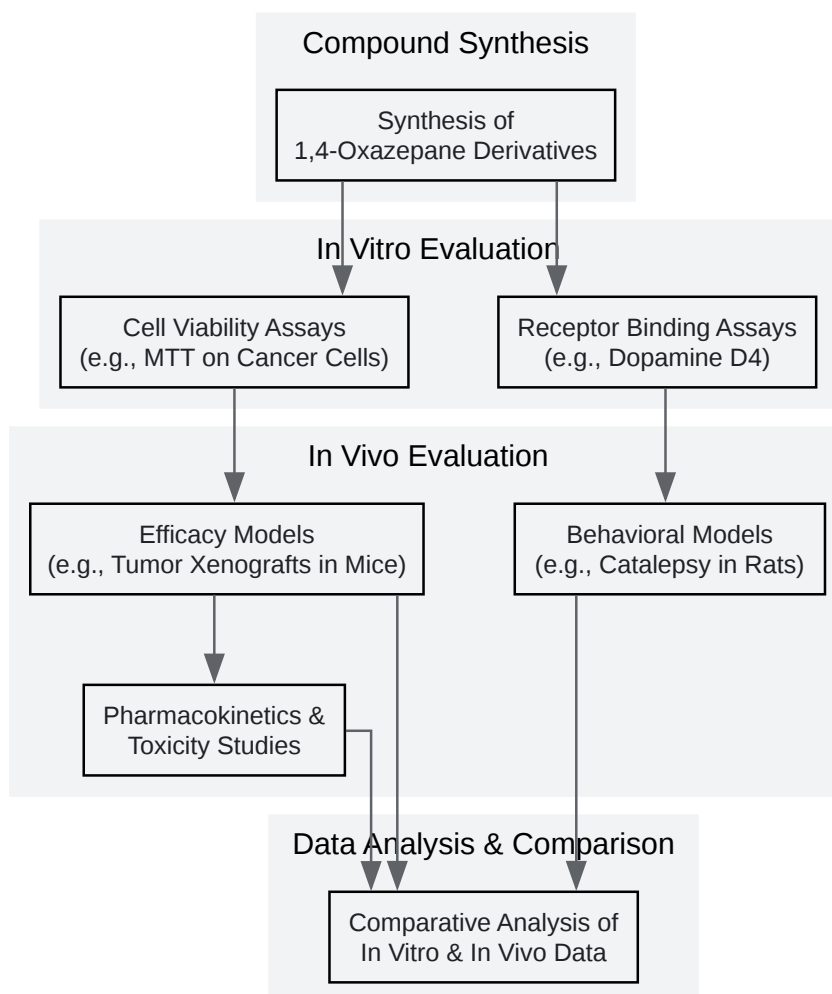 Compound Synthesis
Synthesis of
1,4-Oxazepane Derivatives
In Vitro Evaluation
Cell Viability Assays
(e.g., MTT on Cancer Cells)
Receptor Binding Assays
(e.g., Dopamine D4)
In Vivo Evaluation
Efficacy Models
(e.g., Tumor Xenografts in Mice)
Behavioral Models
(e.g., Catalepsy in Rats)
Pharmacokinetics &
Toxicity Studies
Data Analysis & Comparison
Comparative Analysis of
In Vitro & In Vivo Data